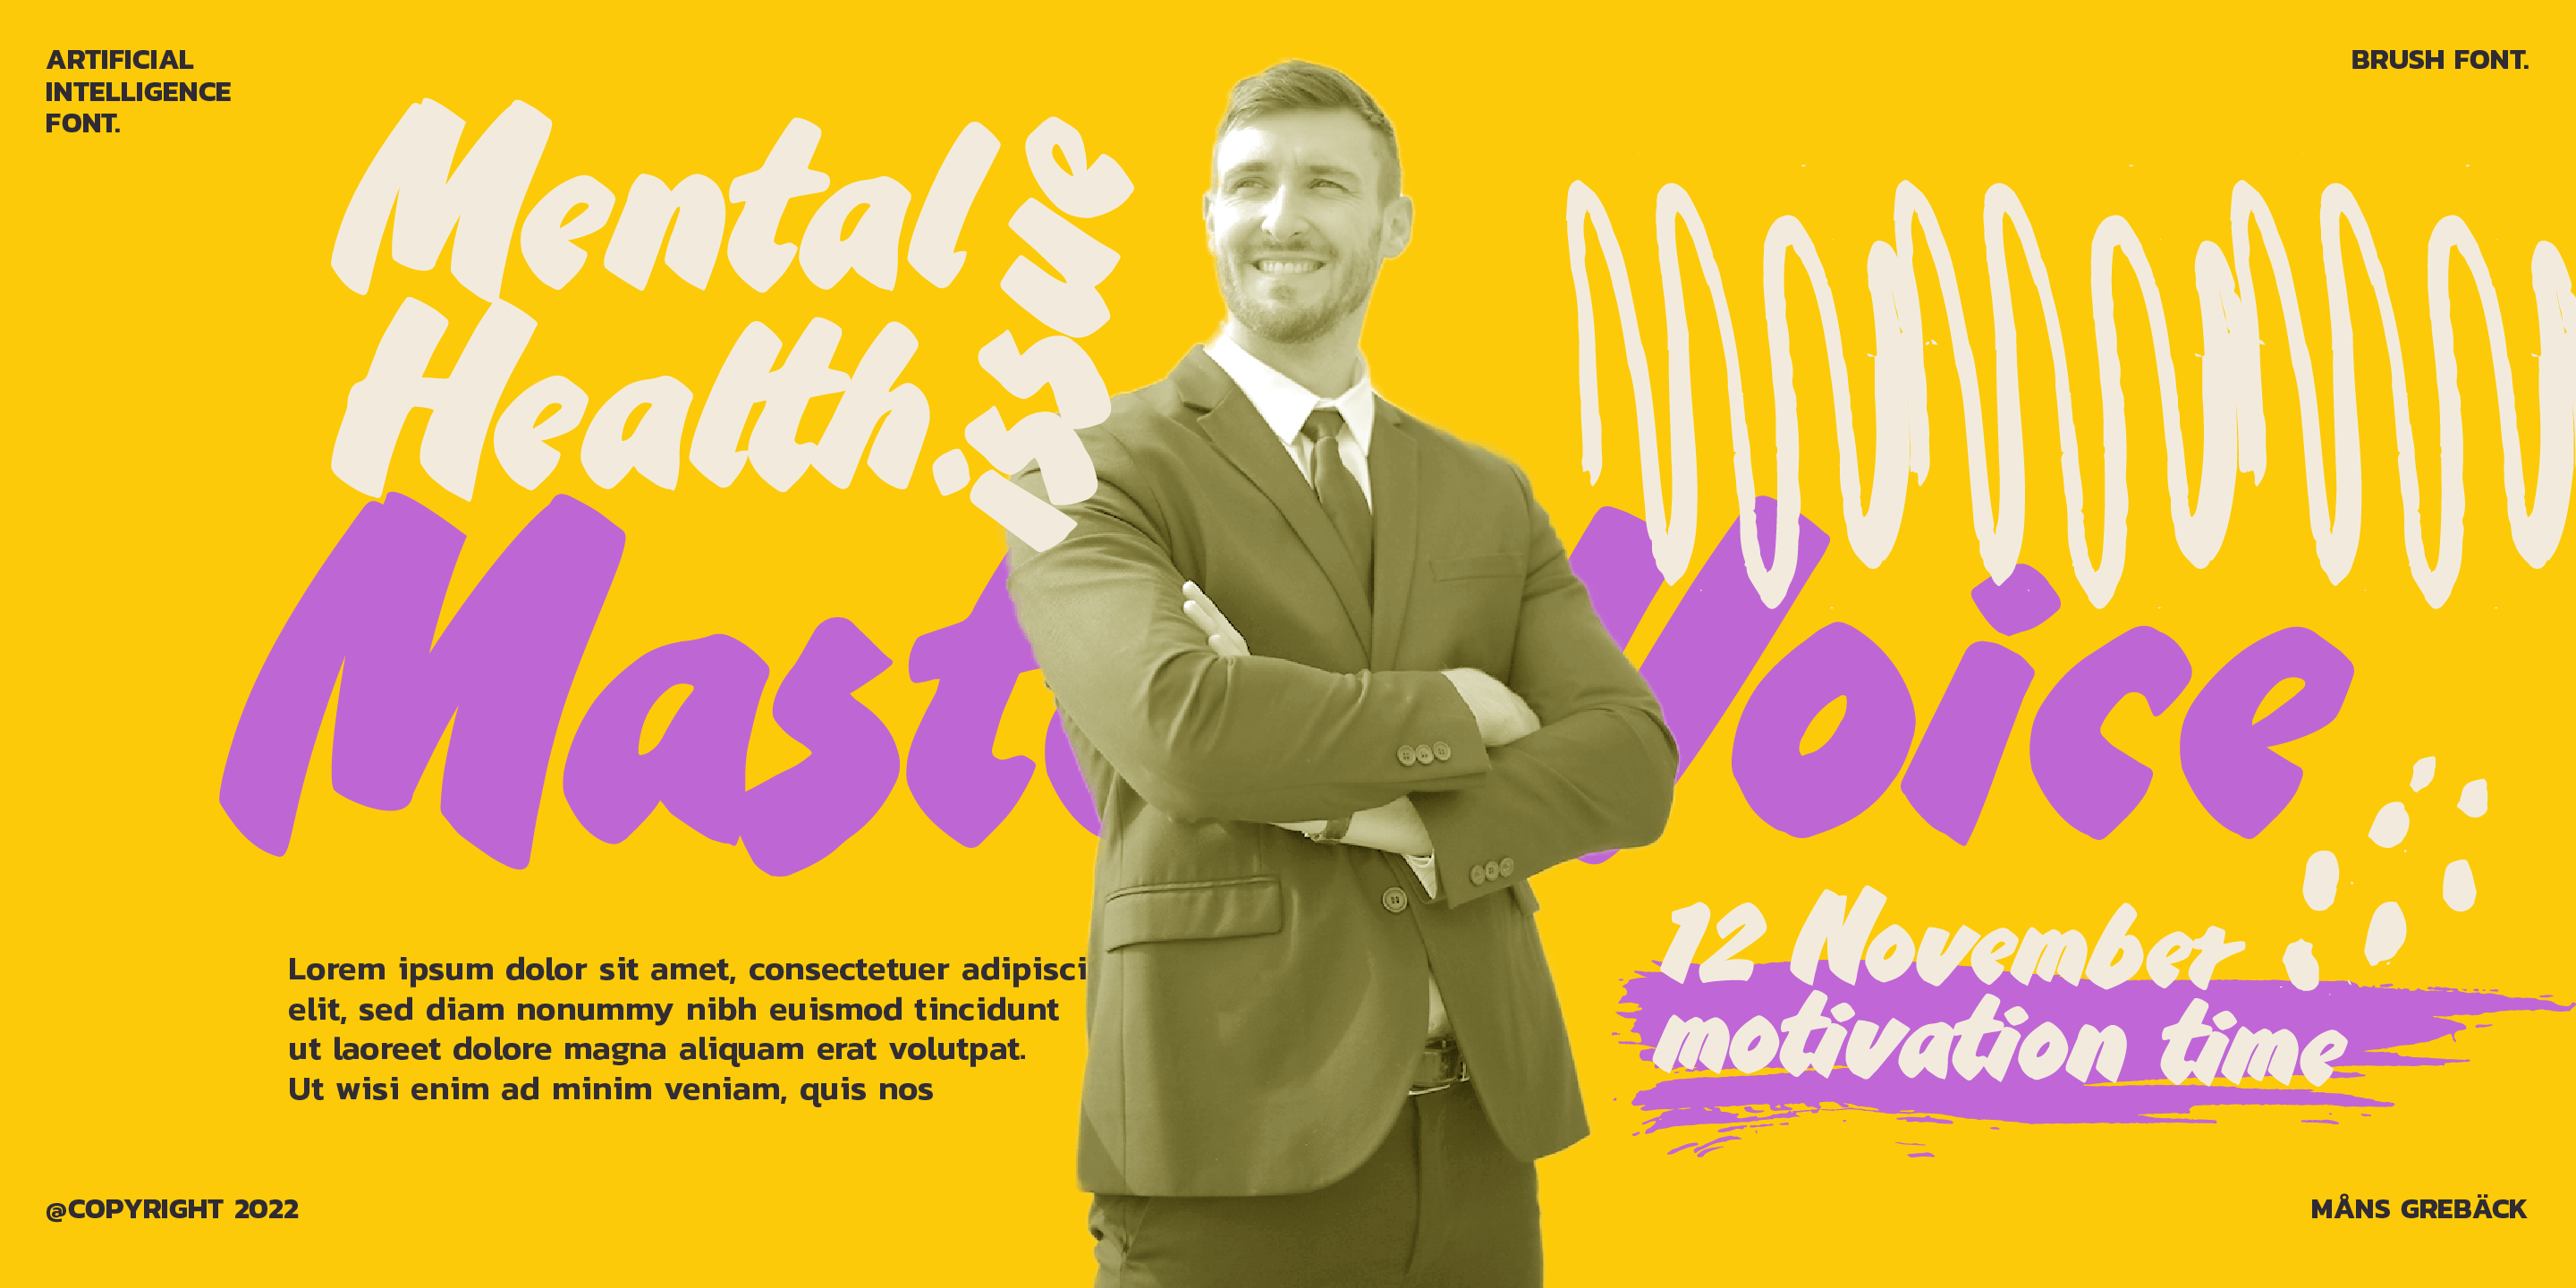 ARTIFICIAL
INTELLIGENCE
FONT.
BRUSH FONT.
Mental
Health
issue
Voice
Lorem ipsum dolor sit amet, consectetuer adipisci
elit, sed diam nonummy nibh euismod tincidunt
ut laoreet dolore magna aliquam erat volutpat.
Ut wisi enim ad minim veniam, quis nos
12 November
motivation time
@COPYRIGHT 2022
MÅNS GREBÄCK